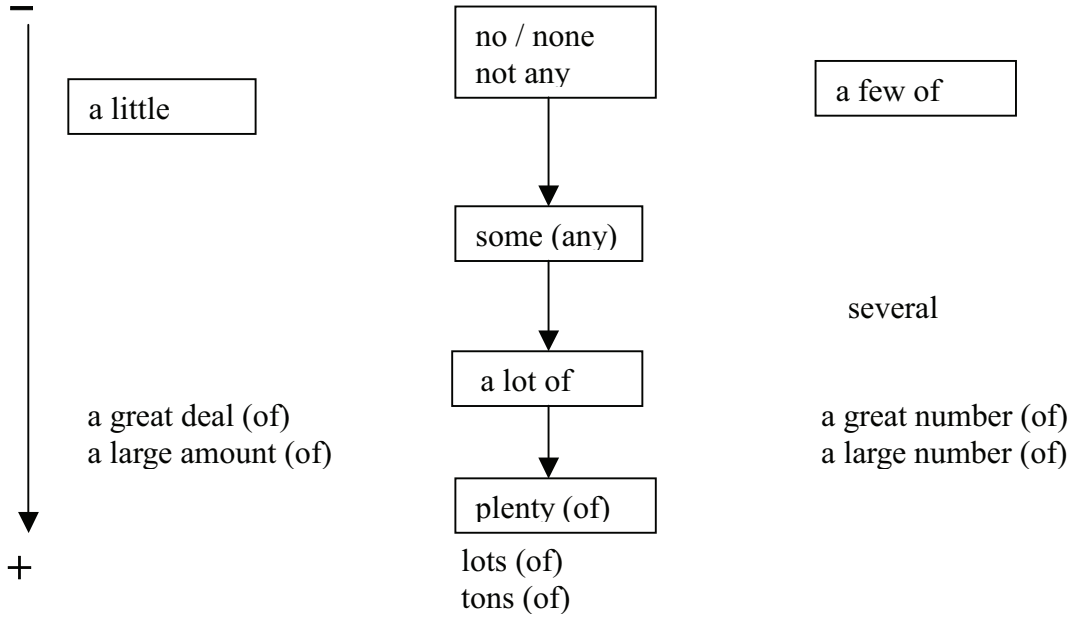 –
no / none
not any
a little
a few of
some (any)
several
a lot of
a great deal (of)
a large amount (of)
a great number (of)
a large number (of)
plenty (of)
+
lots (of)
tons (of)